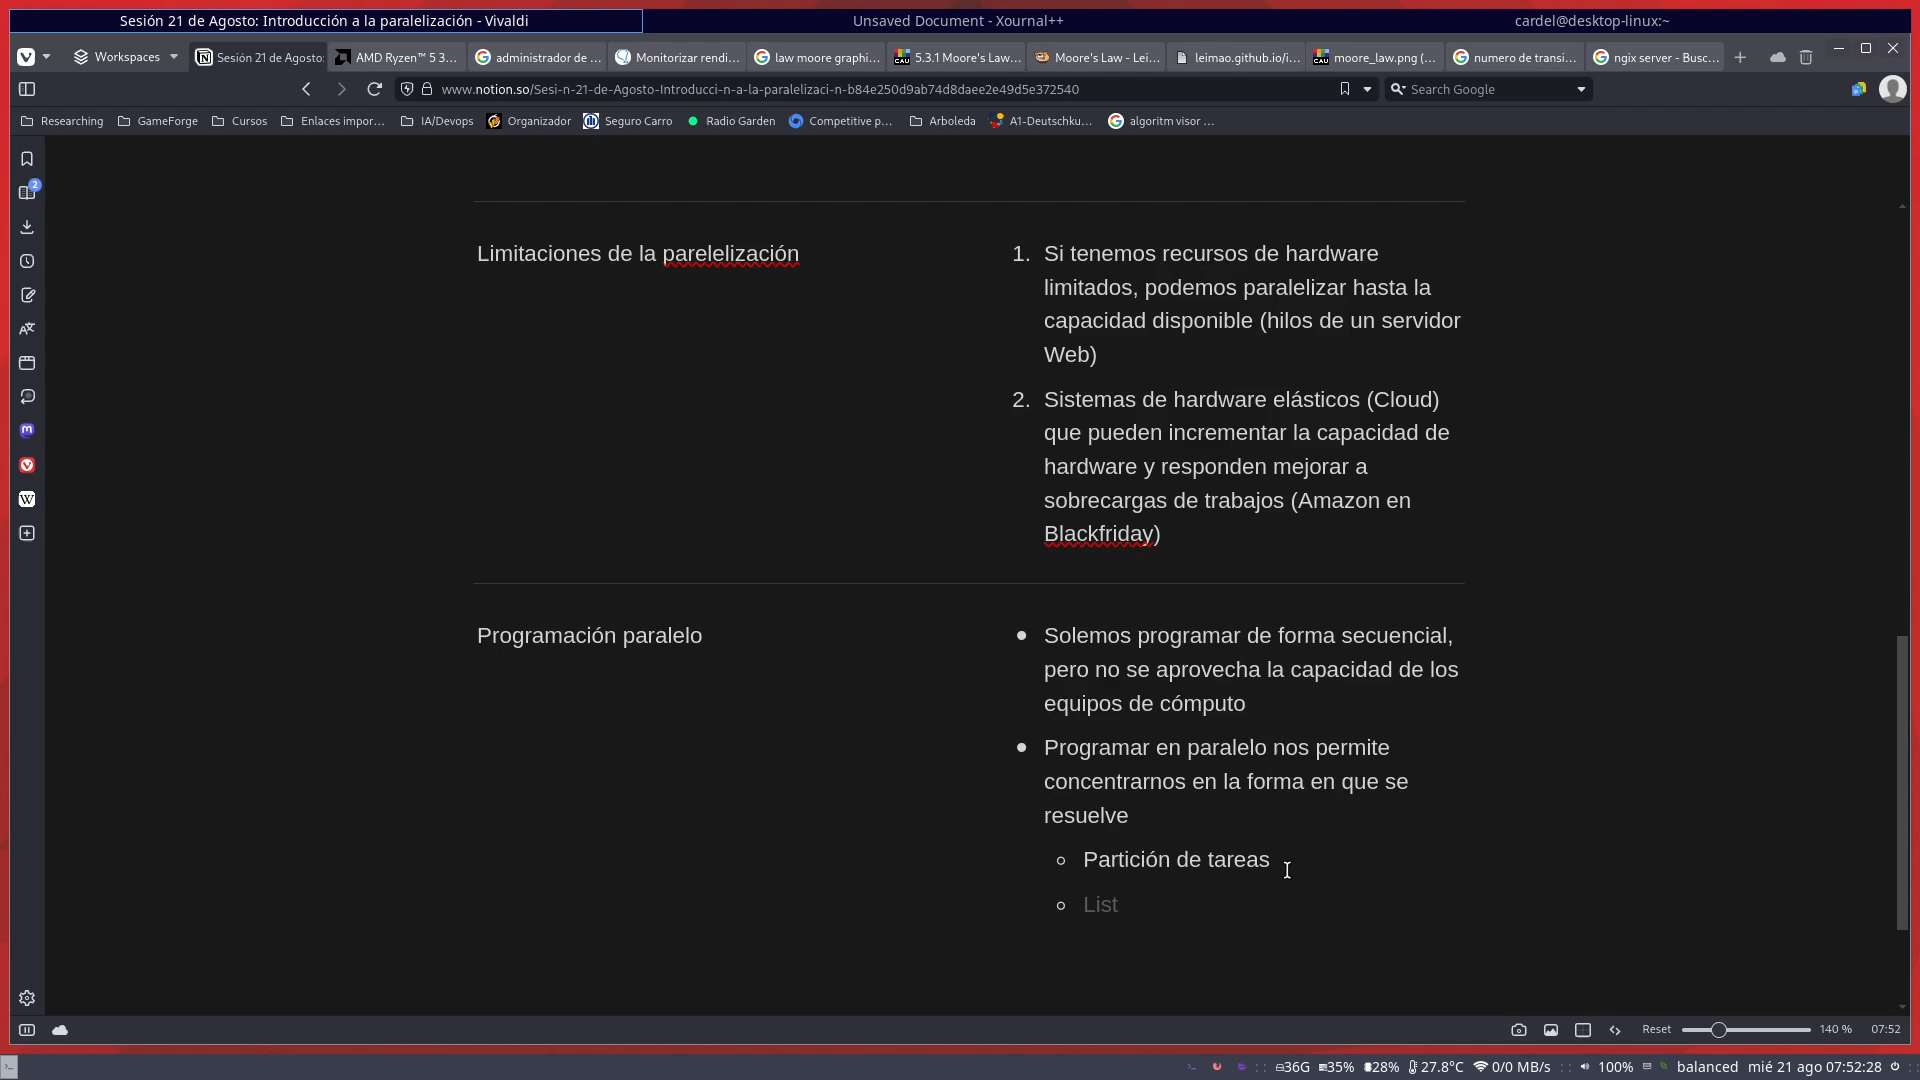 Sesión 21 de Agosto: Introducción a la paralelización - Vivaldi
Unsaved Document - Xournal++
cardel@desktop-linux:~
Workspaces
Sesión 21 de Agosto:
AMD Ryzen™ 5 3...
administrador de ...
Monitorizar rendi...
law moore graphi...
5.3.1 Moore's Law...
Moore's Law - Lei...
leimao.github.io/i...
moore_law.png (...
numero de transi...
ngix server - Busc...
www.notion.so/Sesi-n-21-de-Agosto-Introducci-n-a-la-paralelizaci-n-b84e250d9ab74d8daee2e49d5e372540
Search Google
Researching
GameForge
Cursos
Enlaces impor...
IA/Devops
Organizador
Seguro Carro
Radio Garden
Competitive p...
Arboleda
A1-Deutschku...
algoritm visor ...
2
Limitaciones de la parelelización
1. Si tenemos recursos de hardware
limitados, podemos paralelizar hasta la
capacidad disponible (hilos de un servidor
Web)
2. Sistemas de hardware elásticos (Cloud)
que pueden incrementar la capacidad de
hardware y responden mejorar a
sobrecargas de trabajos (Amazon en
Blackfriday)
Programación paralelo
• Solemos programar de forma secuencial,
pero no se aprovecha la capacidad de los
equipos de cómputo
• Programar en paralelo nos permite
concentrarnos en la forma en que se
resuelve
◦ Partición de tareas
◦ List
Reset
140 %
07:52
36G
35%
28%
27.8°C
0/0 MB/s
100%
balanced
mié 21 ago 07:52:28